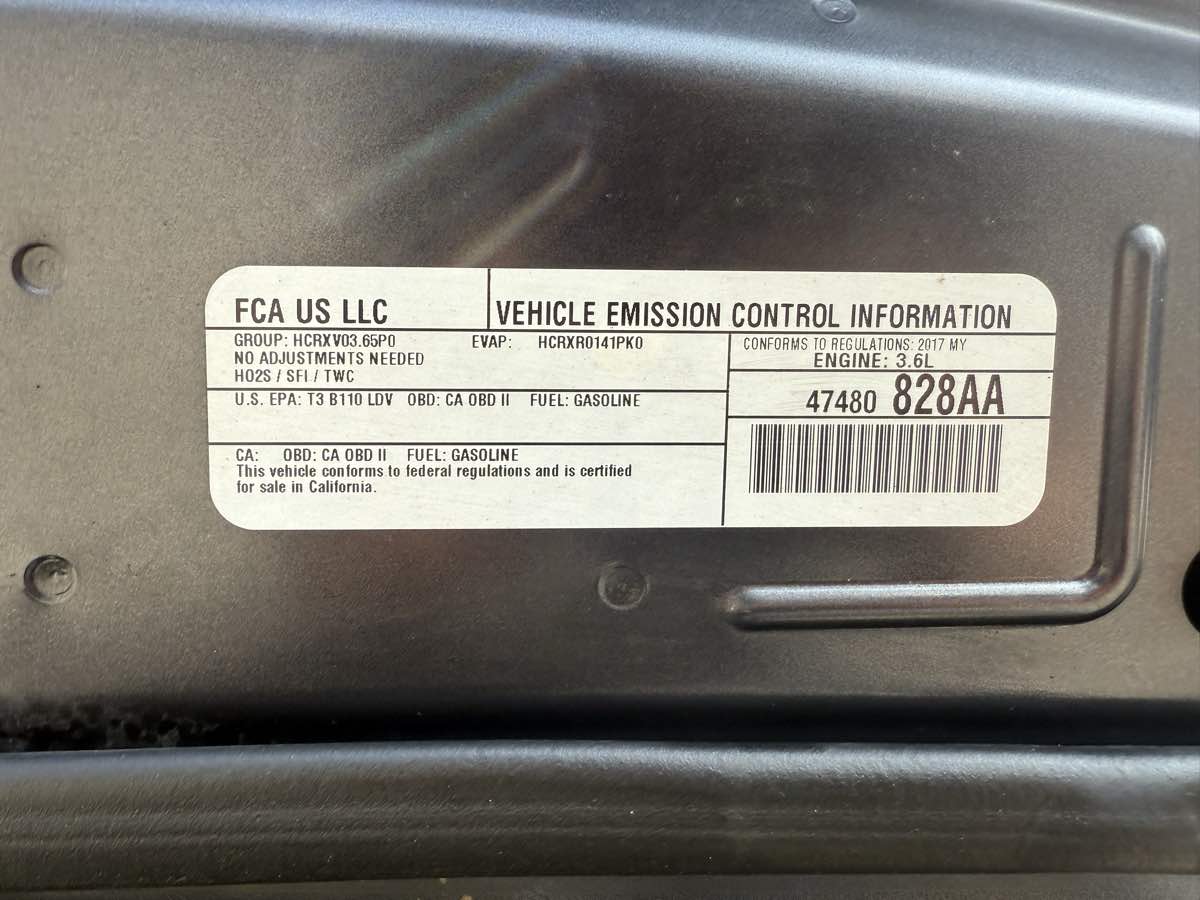 FCA US LLC
VEHICLE EMISSION CONTROL INFORMATION
GROUP: HCRXV03.65P0 EVAP: HCRXR0141PK0
NO ADJUSTMENTS NEEDED
HO2S / SFI / TWC
CONFORMS TO REGULATIONS: 2017 MY
ENGINE: 3.6L
U.S. EPA: T3 B110 LDV OBD: CA OBD II FUEL: GASOLINE
47480 828AA
CA: OBD: CA OBD II FUEL: GASOLINE
This vehicle conforms to federal regulations and is certified
for sale in California.